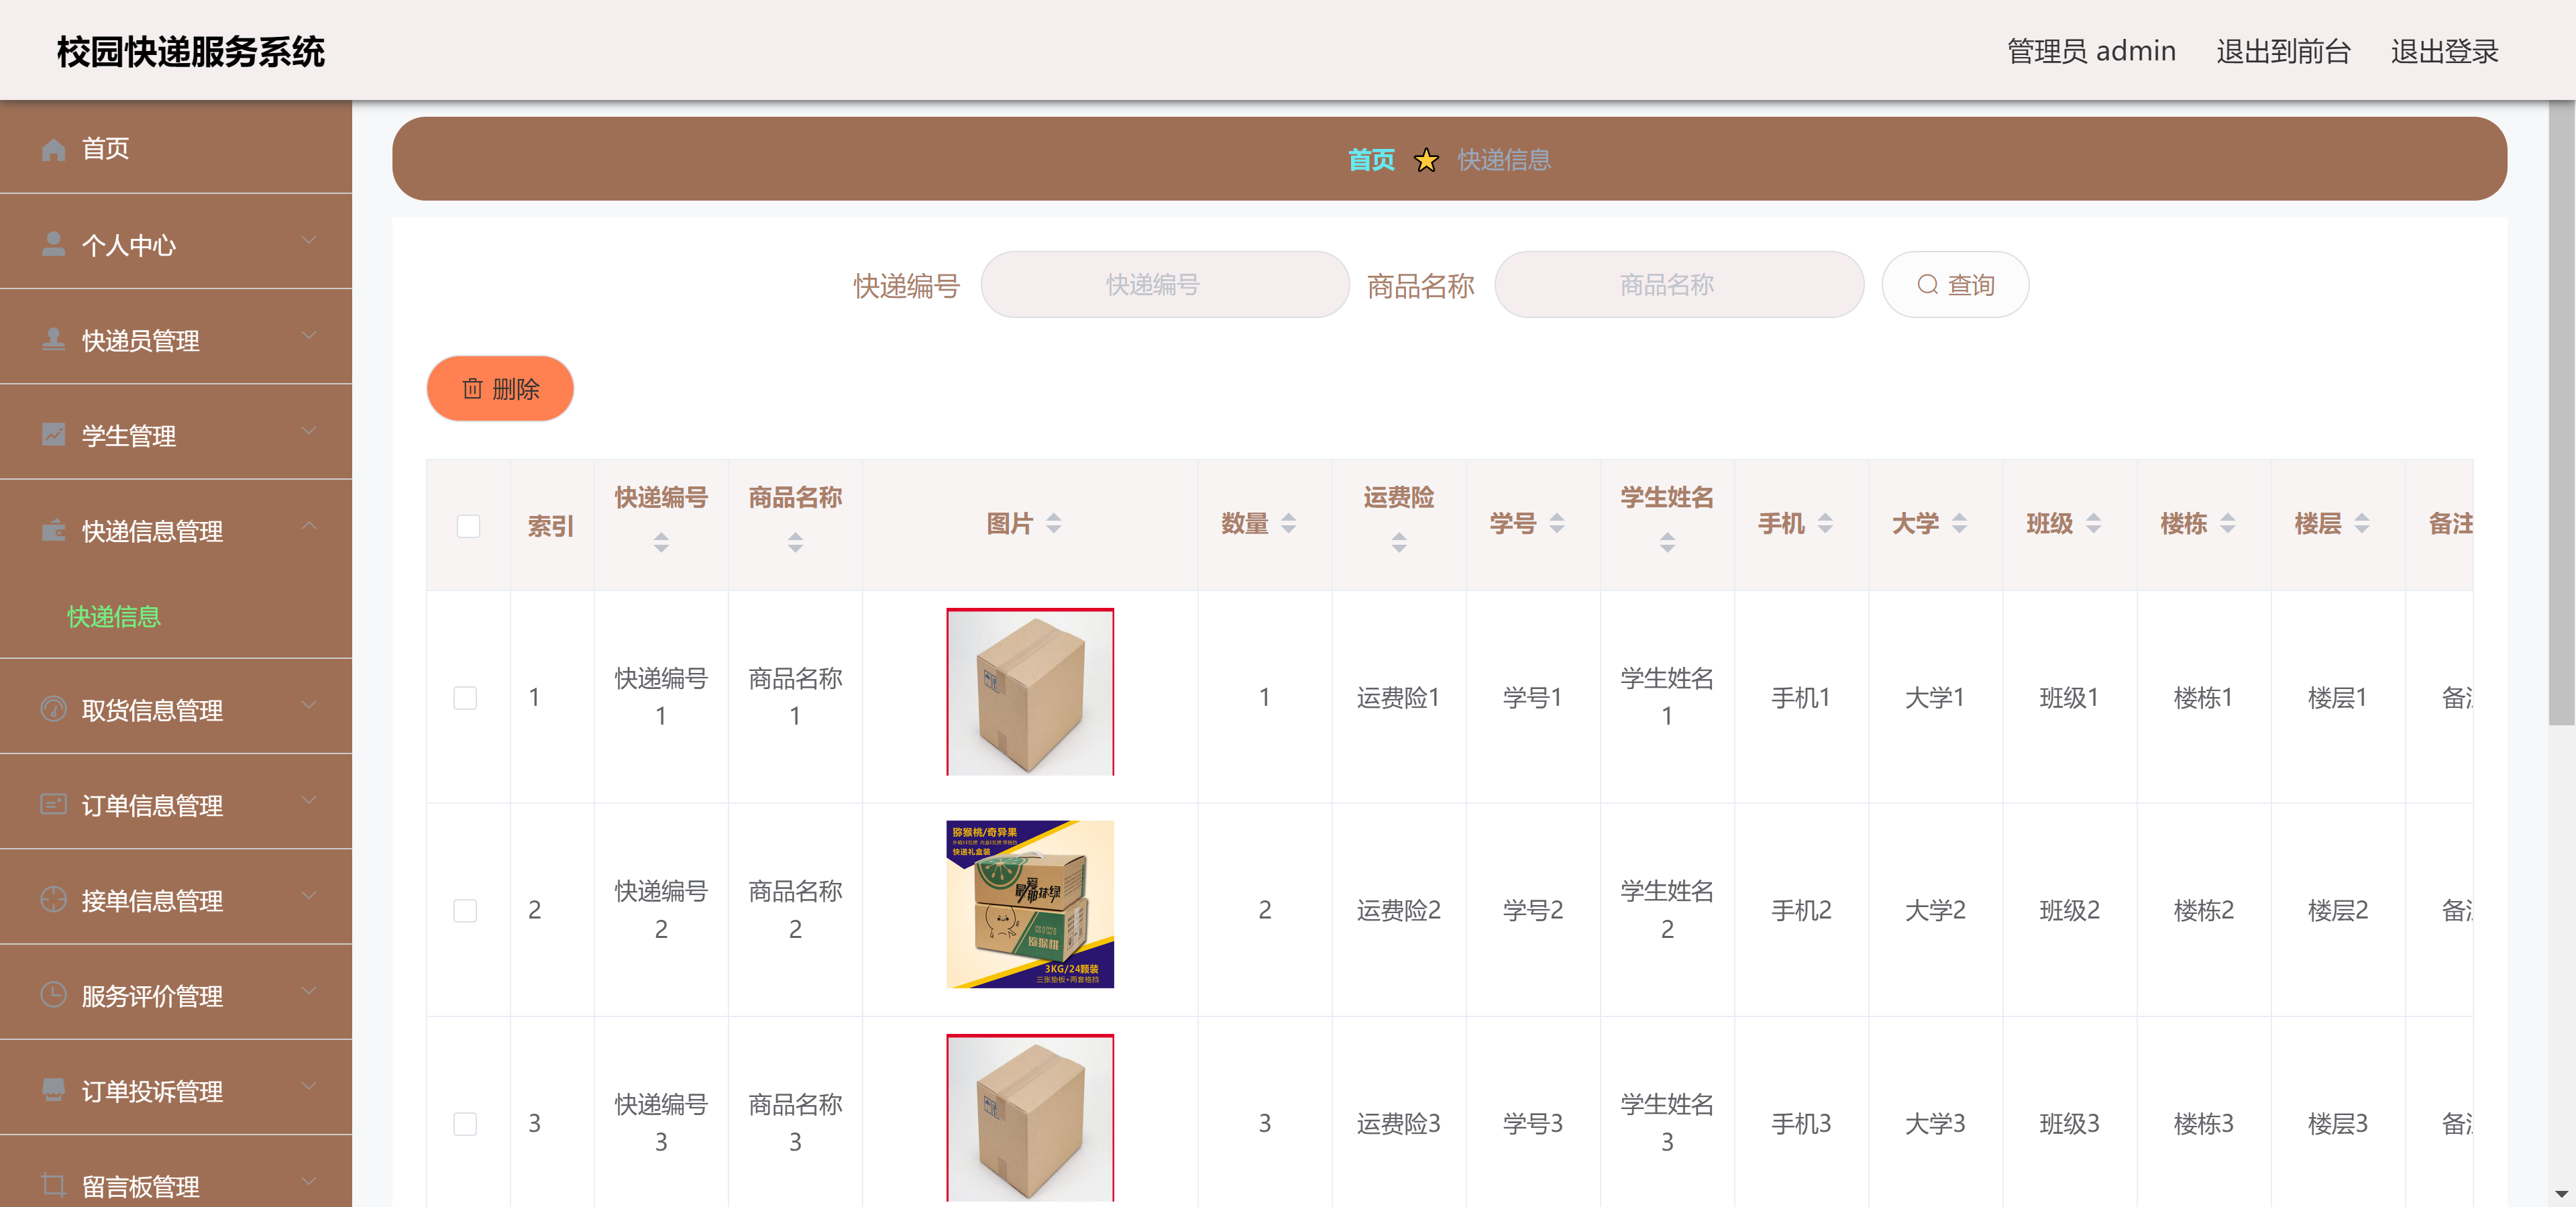 校园快递服务系统
管理员 admin 退出到前台 退出登录
首页
个人中心
快递员管理
学生管理
快递信息管理
快递信息
取货信息管理
订单信息管理
接单信息管理
服务评价管理
订单投诉管理
留言板管理
首页 快递信息
快递编号 快递编号 商品名称 商品名称 查询
删除
索引 快递编号 商品名称 图片 数量 运费险 学号 学生姓名 手机 大学 班级 楼栋 楼层 备注
1 快递编号1 商品名称1 1 运费险1 学号1 学生姓名1 手机1 大学1 班级1 楼栋1 楼层1 备
猕猴桃/奇异果
快递礼盒装
猕猴桃
3KG/24颗装
三张垫板+两套格挡
2 快递编号2 商品名称2 2 运费险2 学号2 学生姓名2 手机2 大学2 班级2 楼栋2 楼层2 备
3 快递编号3 商品名称3 3 运费险3 学号3 学生姓名3 手机3 大学3 班级3 楼栋3 楼层3 备